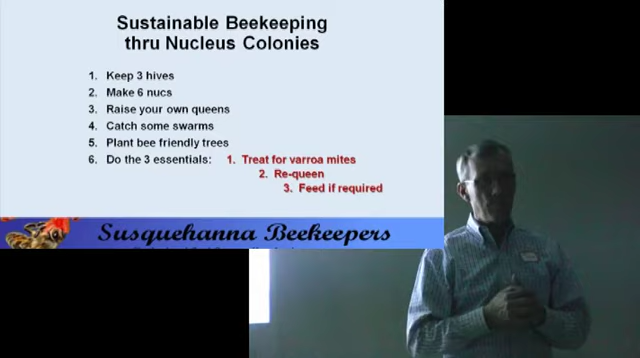 Sustainable Beekeeping
thru Nucleus Colonies
1. Keep 3 hives
2. Make 6 nucs
3. Raise your own queens
4. Catch some swarms
5. Plant bee friendly trees
6. Do the 3 essentials: 1. Treat for varroa mites
2. Re-queen
3. Feed if required
Susquehanna Beekeepers